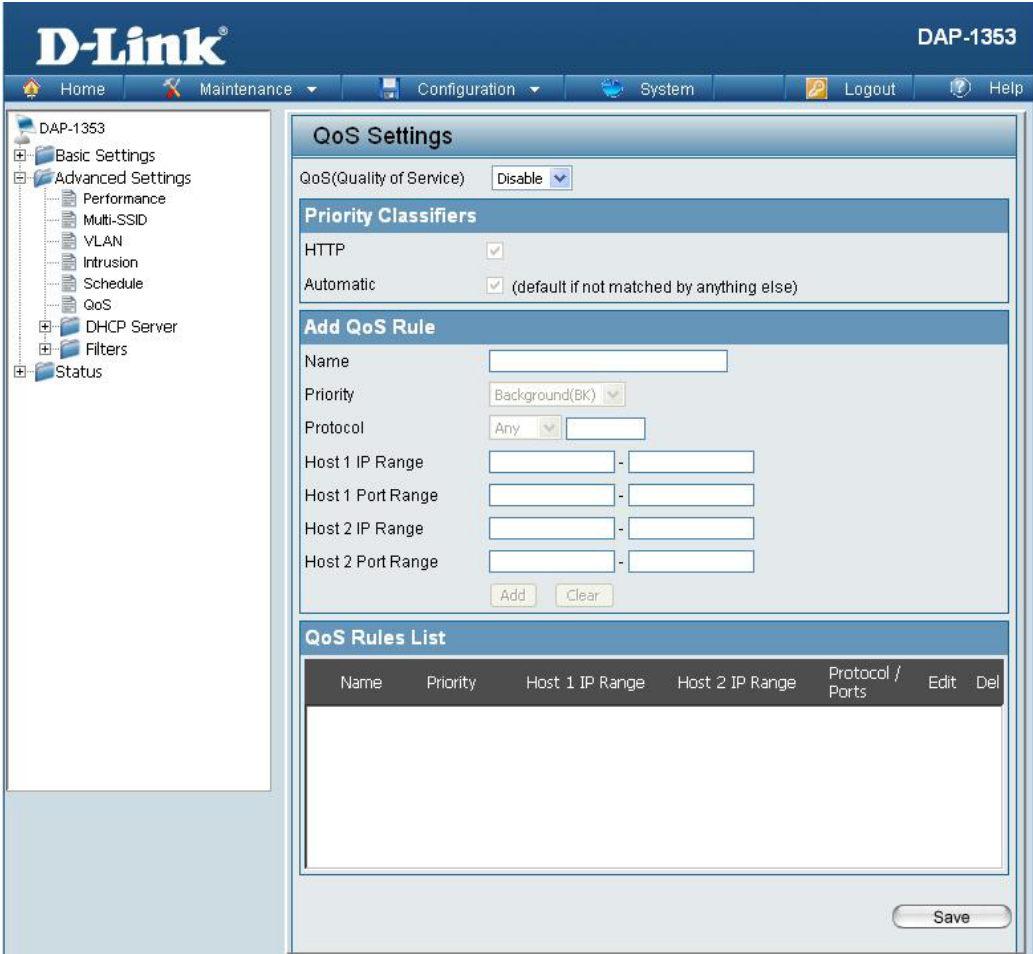 D-Link®
DAP-1353
Home Maintenance Configuration System Logout Help
DAP-1353
Basic Settings
Advanced Settings
Performance
Multi-SSID
VLAN
Intrusion
Schedule
QoS
DHCP Server
Filters
Status
QoS Settings
QoS(Quality of Service) Disable
Priority Classifiers
HTTP
Automatic (default if not matched by anything else)
Add QoS Rule
Name
Priority Background(BK)
Protocol Any
Host 1 IP Range -
Host 1 Port Range -
Host 2 IP Range -
Host 2 Port Range -
Add Clear
QoS Rules List
Name Priority Host 1 IP Range Host 2 IP Range Protocol / Ports Edit Del
Save